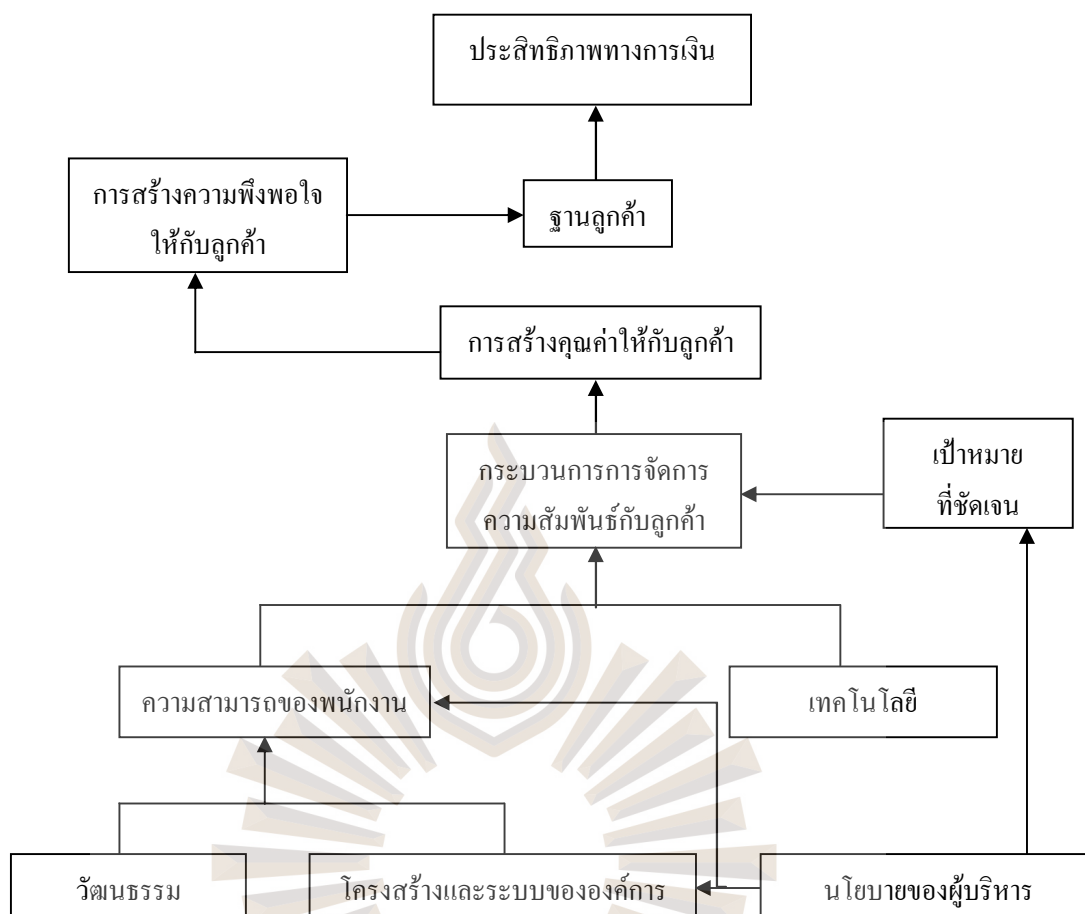 ประสิทธิภาพทางการเงิน
การสร้างความพึงพอใจ
ให้กับลูกค้า
ฐานลูกค้า
การสร้างคุณค่าให้กับลูกค้า
กระบวนการการจัดการ
ความสัมพันธ์กับลูกค้า
เป้าหมาย
ที่ชัดเจน
ความสามารถของพนักงาน
เทคโนโลยี
วัฒนธรรม
โครงสร้างและระบบขององค์การ
นโยบายของผู้บริหาร